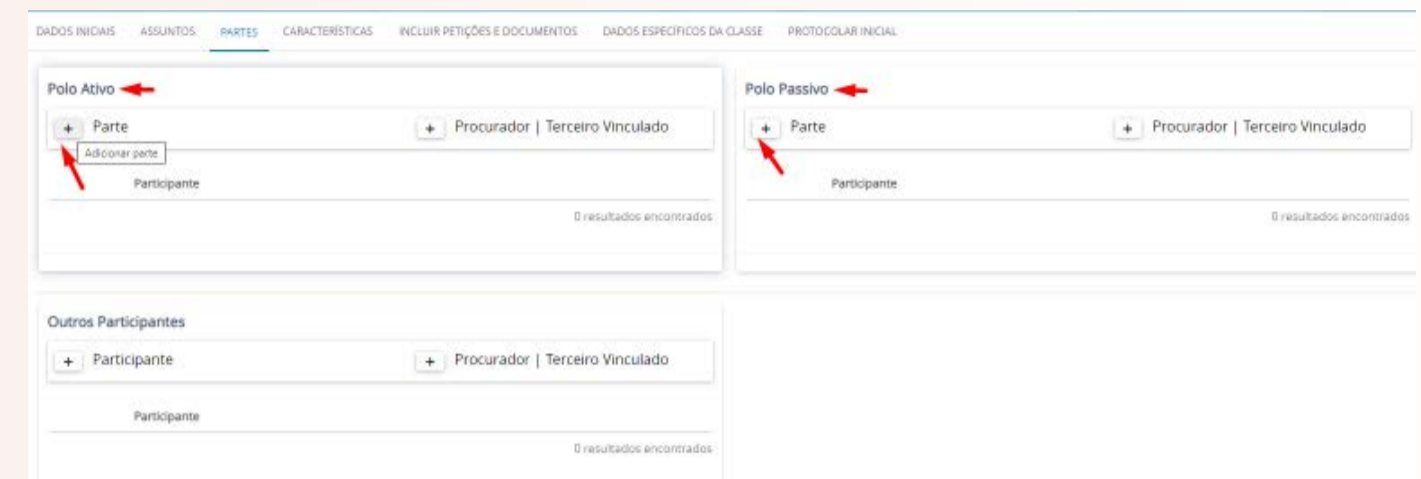 DADOS INICIAIS ASSUNTOS PARTES CARACTERÍSTICAS INCLUIR PETIÇÕES E DOCUMENTOS DADOS ESPECÍFICOS DA CLASSE PROTOCOLAR INICIAL
Polo Ativo
+ Parte + Procurador | Terceiro Vinculado
Adicionar parte
Participante
0 resultados encontrados
Polo Passivo
+ Parte + Procurador | Terceiro Vinculado
Participante
0 resultados encontrados
Outros Participantes
+ Participante + Procurador | Terceiro Vinculado
Participante
0 resultados encontrados